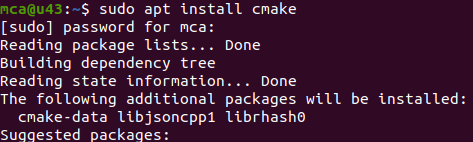 mca@u43:~$ sudo apt install cmake
[sudo] password for mca:
Reading package lists... Done
Building dependency tree
Reading state information... Done
The following additional packages will be installed:
  cmake-data libjsoncpp1 librhash0
Suggested packages: